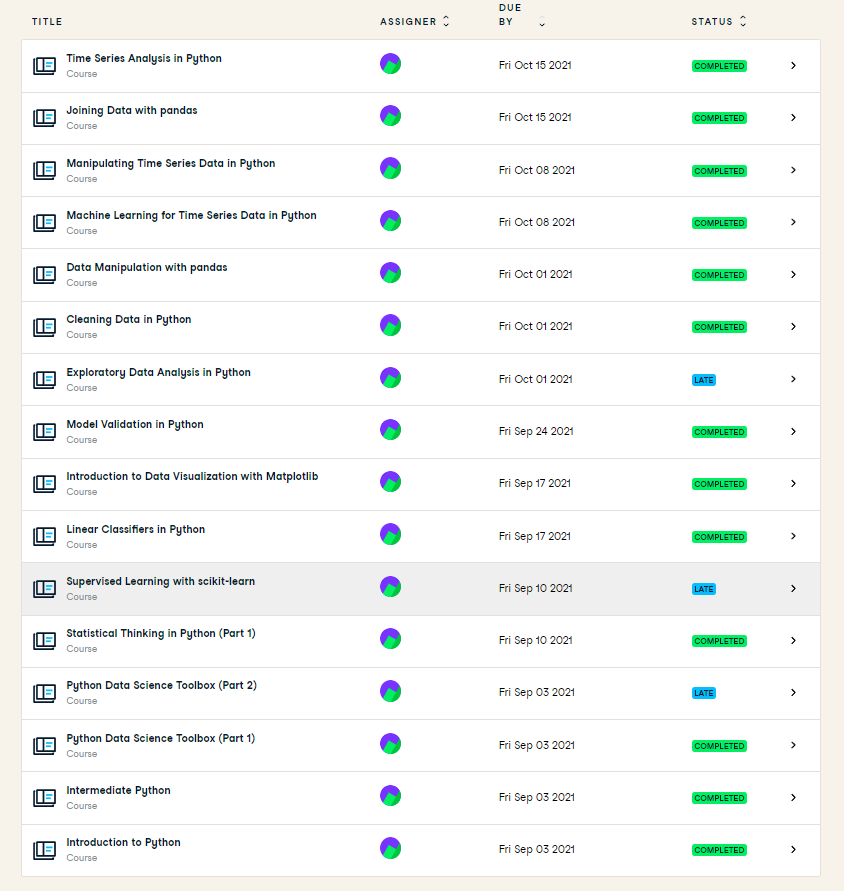 TITLE ASSIGNER DUE BY STATUS
Time Series Analysis in Python
Course
Fri Oct 15 2021 COMPLETED
Joining Data with pandas
Course
Fri Oct 15 2021 COMPLETED
Manipulating Time Series Data in Python
Course
Fri Oct 08 2021 COMPLETED
Machine Learning for Time Series Data in Python
Course
Fri Oct 08 2021 COMPLETED
Data Manipulation with pandas
Course
Fri Oct 01 2021 COMPLETED
Cleaning Data in Python
Course
Fri Oct 01 2021 COMPLETED
Exploratory Data Analysis in Python
Course
Fri Oct 01 2021 LATE
Model Validation in Python
Course
Fri Sep 24 2021 COMPLETED
Introduction to Data Visualization with Matplotlib
Course
Fri Sep 17 2021 COMPLETED
Linear Classifiers in Python
Course
Fri Sep 17 2021 COMPLETED
Supervised Learning with scikit-learn
Course
Fri Sep 10 2021 LATE
Statistical Thinking in Python (Part 1)
Course
Fri Sep 10 2021 COMPLETED
Python Data Science Toolbox (Part 2)
Course
Fri Sep 03 2021 LATE
Python Data Science Toolbox (Part 1)
Course
Fri Sep 03 2021 COMPLETED
Intermediate Python
Course
Fri Sep 03 2021 COMPLETED
Introduction to Python
Course
Fri Sep 03 2021 COMPLETED